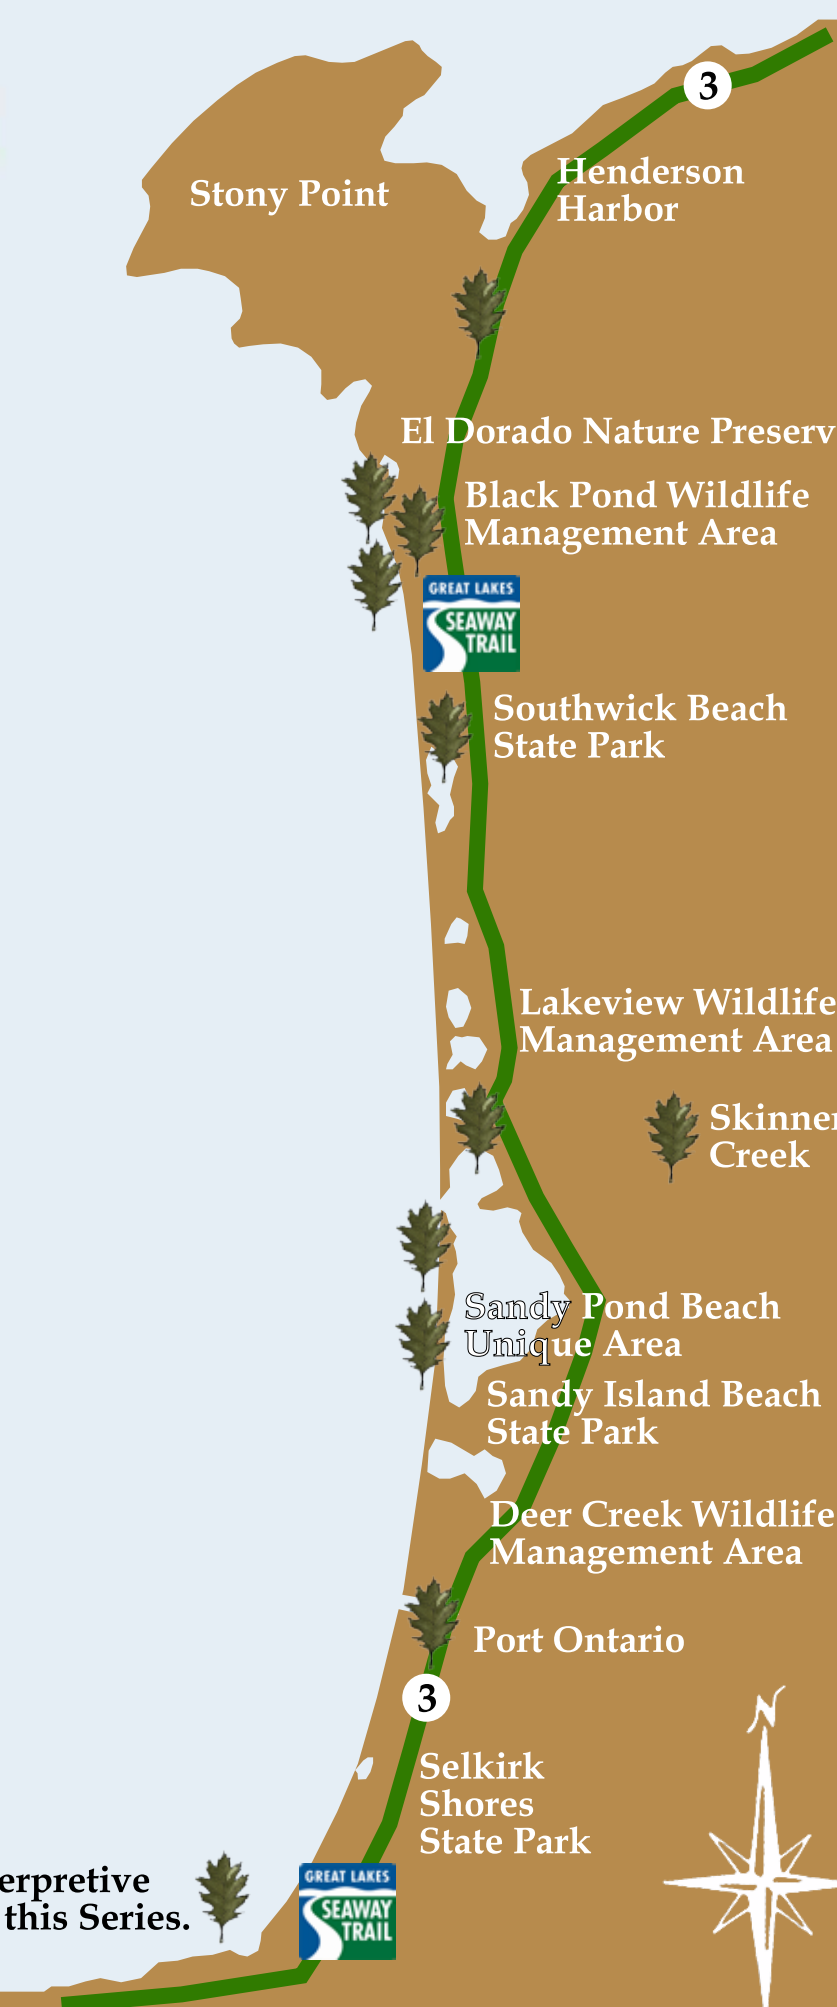 3
Henderson
Harbor
Stony Point
El Dorado Nature Preserv
Black Pond Wildlife
Management Area
GREAT LAKES
SEAWAY
TRAIL
Southwick Beach
State Park
Lakeview Wildlife
Management Area
Skinner
Creek
Sandy Pond Beach
Unique Area
Sandy Island Beach
State Park
Deer Creek Wildlife
Management Area
Port Ontario
3
N
Selkirk
Shores
State Park
erpretive
this Series.
GREAT LAKES
SEAWAY
TRAIL